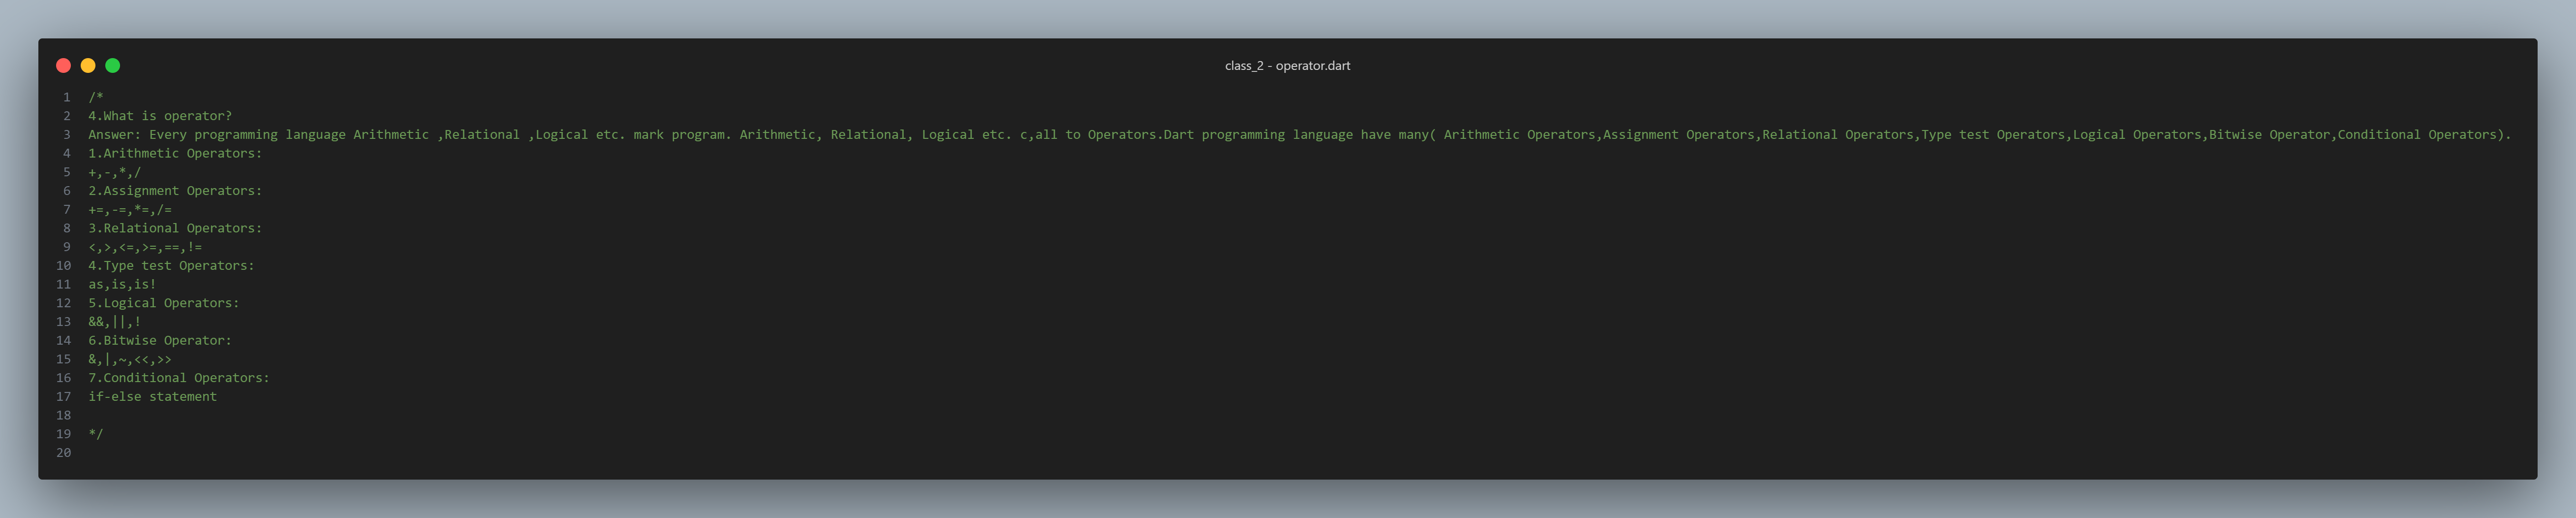 class_2 - operator.dart
1 /*
2 4.What is operator?
3 Answer: Every programming language Arithmetic ,Relational ,Logical etc. mark program. Arithmetic, Relational, Logical etc. c,all to Operators.Dart programming language have many( Arithmetic Operators,Assignment Operators,Relational Operators,Type test Operators,Logical Operators,Bitwise Operator,Conditional Operators).
4 1.Arithmetic Operators:
5 +,-,*,/
6 2.Assignment Operators:
7 +=,-=,*=,/=
8 3.Relational Operators:
9 <,>,<=,>=,==,!=
10 4.Type test Operators:
11 as,is,is!
12 5.Logical Operators:
13 &&,||,!
14 6.Bitwise Operator:
15 &,|,~,<<,>>
16 7.Conditional Operators:
17 if-else statement
18
19 */
20